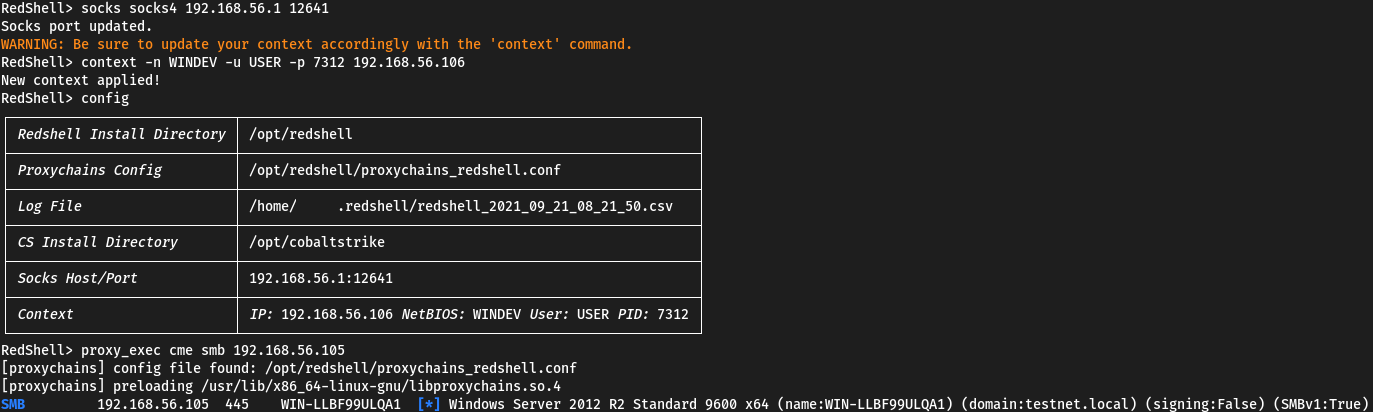 RedShell> socks socks4 192.168.56.1 12641
Socks port updated.
WARNING: Be sure to update your context accordingly with the 'context' command.
RedShell> context -n WINDEV -u USER -p 7312 192.168.56.106
New context applied!
RedShell> config
Redshell Install Directory /opt/redshell
Proxychains Config /opt/redshell/proxychains_redshell.conf
Log File /home/ .redshell/redshell_2021_09_21_08_21_50.csv
CS Install Directory /opt/cobaltstrike
Socks Host/Port 192.168.56.1:12641
Context IP: 192.168.56.106 NetBIOS: WINDEV User: USER PID: 7312
RedShell> proxy_exec cme smb 192.168.56.105
[proxychains] config file found: /opt/redshell/proxychains_redshell.conf
[proxychains] preloading /usr/lib/x86_64-linux-gnu/libproxychains.so.4
SMB 192.168.56.105 445 WIN-LLBF99ULQA1 [*] Windows Server 2012 R2 Standard 9600 x64 (name:WIN-LLBF99ULQA1) (domain:testnet.local) (signing:False) (SMBv1:True)